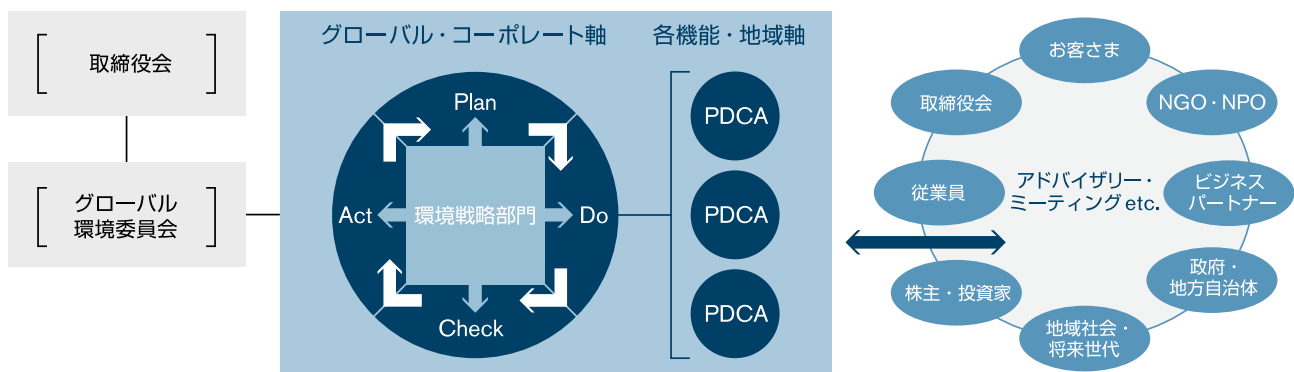 取締役会
グローバル
環境委員会
グローバル・コーポレート軸
Plan
Act
環境戦略部門
Do
Check
各機能・地域軸
PDCA
PDCA
PDCA
お客さま
取締役会
NGO・NPO
従業員
アドバイザリー・
ミーティング etc.
ビジネス
パートナー
株主・投資家
政府・
地方自治体
地域社会・
将来世代